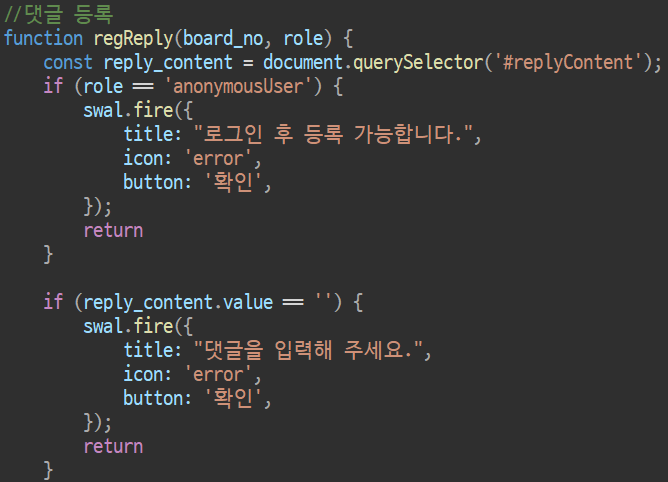 //댓글 등록
function regReply(board_no, role) {
    const reply_content = document.querySelector('#replyContent');
    if (role == 'anonymousUser') {
        swal.fire({
            title: "로그인 후 등록 가능합니다.",
            icon: 'error',
            button: '확인',
        });
        return
    }

    if (reply_content.value == '') {
        swal.fire({
            title: "댓글을 입력해 주세요.",
            icon: 'error',
            button: '확인',
        });
        return
    }